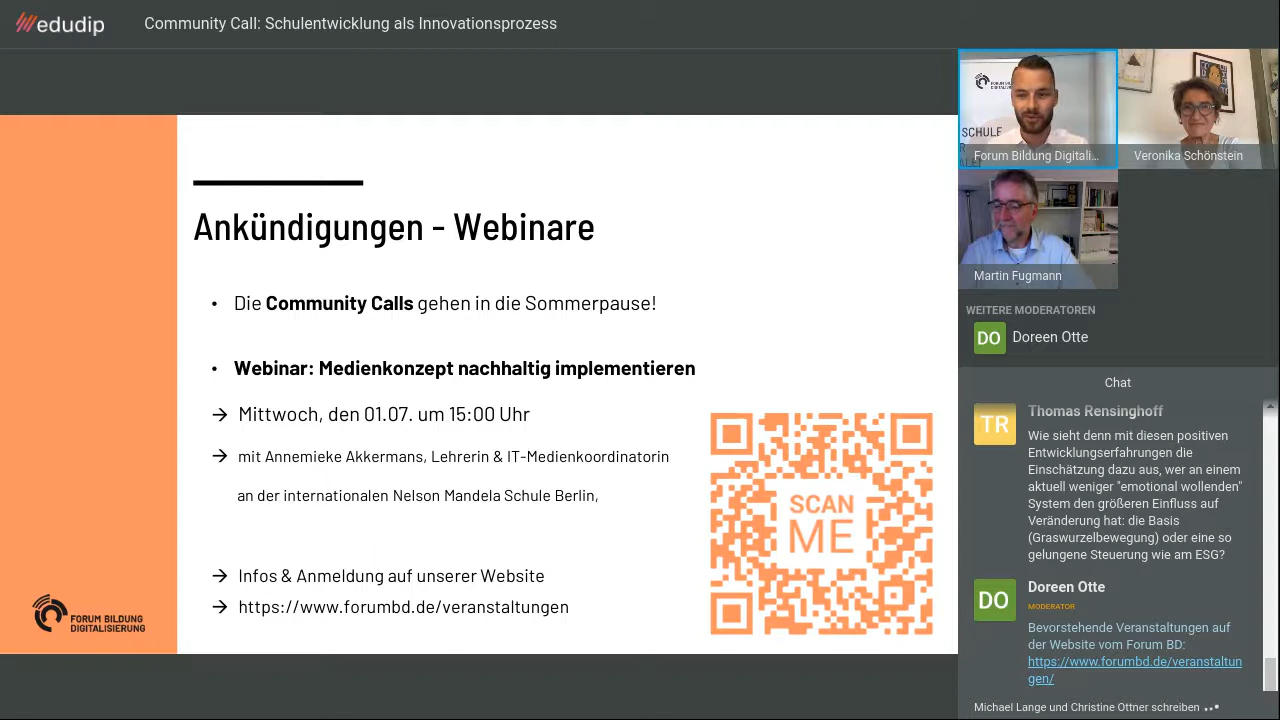 edudip
Community Call: Schulentwicklung als Innovationsprozess
Ankündigungen - Webinare
• Die Community Calls gehen in die Sommerpause!
• Webinar: Medienkonzept nachhaltig implementieren
→ Mittwoch, den 01.07. um 15:00 Uhr
→ mit Annemieke Akkermans, Lehrerin & IT-Medienkoordinatorin
an der internationalen Nelson Mandela Schule Berlin,
→ Infos & Anmeldung auf unserer Website
→ https://www.forumbd.de/veranstaltungen
SCAN
ME
FORUM BILDUNG
DIGITALISIERUNG
SCHULE
Forum Bildung Digitali...
Veronika Schönstein
Martin Fugmann
WEITERE MODERATOREN
DO
Doreen Otte
Chat
TR
Thomas Rensinghoff
Wie sieht denn mit diesen positiven
Entwicklungserfahrungen die
Einschätzung dazu aus, wer an einem
aktuell weniger "emotional wollenden"
System den größeren Einfluss auf
Veränderung hat: die Basis
(Graswurzelbewegung) oder eine so
gelungene Steuerung wie am ESG?
DO
Doreen Otte
MODERATOR
Bevorstehende Veranstaltungen auf
der Website vom Forum BD:
https://www.forumbd.de/veranstaltun
gen/
Michael Lange und Christine Ottner schreiben